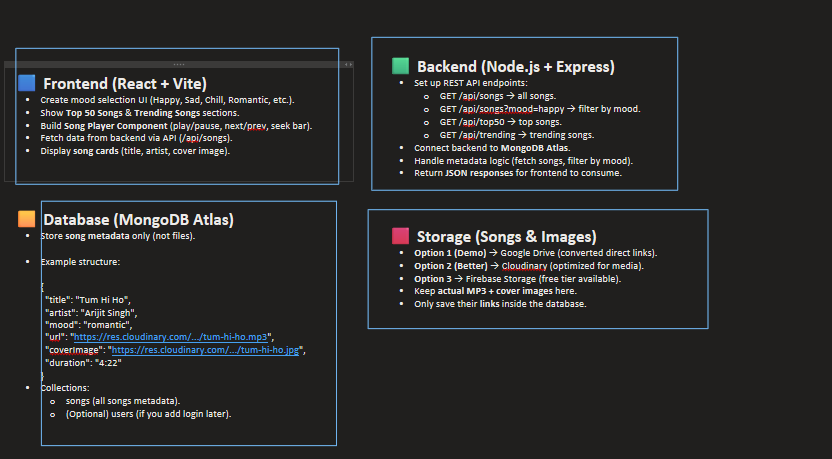 Frontend (React + Vite)
• Create mood selection UI (Happy, Sad, Chill, Romantic, etc.).
• Show Top 50 Songs & Trending Songs sections.
• Build Song Player Component (play/pause, next/prev, seek bar).
• Fetch data from backend via API (/api/songs).
• Display song cards (title, artist, cover image).
Backend (Node.js + Express)
• Set up REST API endpoints:
o GET /api/songs → all songs.
o GET /api/songs?mood=happy → filter by mood.
o GET /api/top50 → top songs.
o GET /api/trending → trending songs.
• Connect backend to MongoDB Atlas.
• Handle metadata logic (fetch songs, filter by mood).
• Return JSON responses for frontend to consume.
Database (MongoDB Atlas)
• Store song metadata only (not files).
• Example structure:
{
"title": "Tum Hi Ho",
"artist": "Arijit Singh",
"mood": "romantic",
"url": "https://res.cloudinary.com/.../tum-hi-ho.mp3",
"coverImage": "https://res.cloudinary.com/.../tum-hi-ho.jpg",
"duration": "4:22"
}
• Collections:
o songs (all songs metadata).
o (Optional) users (if you add login later).
Storage (Songs & Images)
• Option 1 (Demo) → Google Drive (converted direct links).
• Option 2 (Better) → Cloudinary (optimized for media).
• Option 3 → Firebase Storage (free tier available).
• Keep actual MP3 + cover images here.
• Only save their links inside the database.